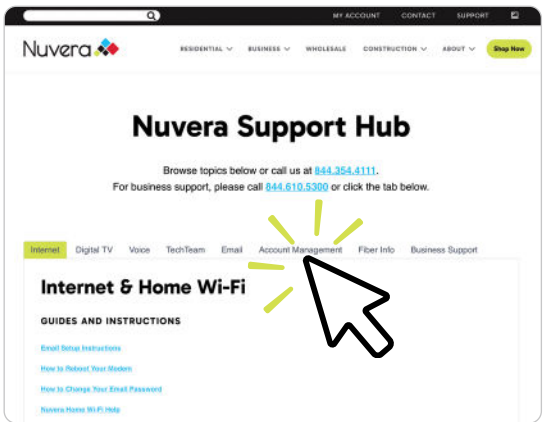 MY ACCOUNT CONTACT SUPPORT
Nuvera RESIDENTIAL BUSINESS WHOLESALE CONSTRUCTION ABOUT Shop Now
Nuvera Support Hub
Browse topics below or call us at 844.354.4111.
For business support, please call 844.610.5300 or click the tab below.
Internet Digital TV Voice TechTeam Email Account Management Fiber Info Business Support
Internet & Home Wi-Fi
GUIDES AND INSTRUCTIONS
Email Setup Instructions
How to Reboot Your Modem
How to Change Your Email Password
Nuvera Home Wi-Fi Help